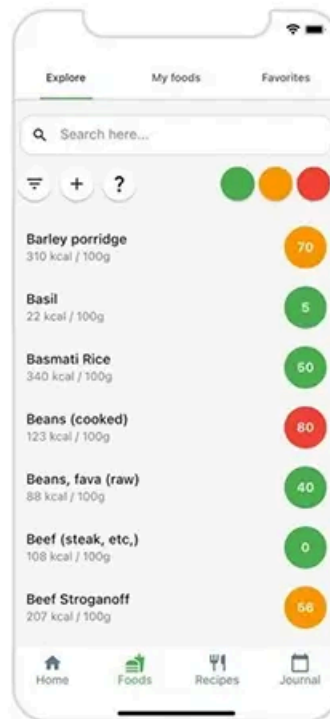 Explore My foods Favorites
Search here...
?
Barley porridge
310 kcal / 100g
70
Basil
22 kcal / 100g
5
Basmati Rice
340 kcal / 100g
50
Beans (cooked)
123 kcal / 100g
80
Beans, fava (raw)
88 kcal / 100g
40
Beef (steak, etc,)
108 kcal / 100g
0
Beef Stroganoff
207 kcal / 100g
56
Home Foods Recipes Journal